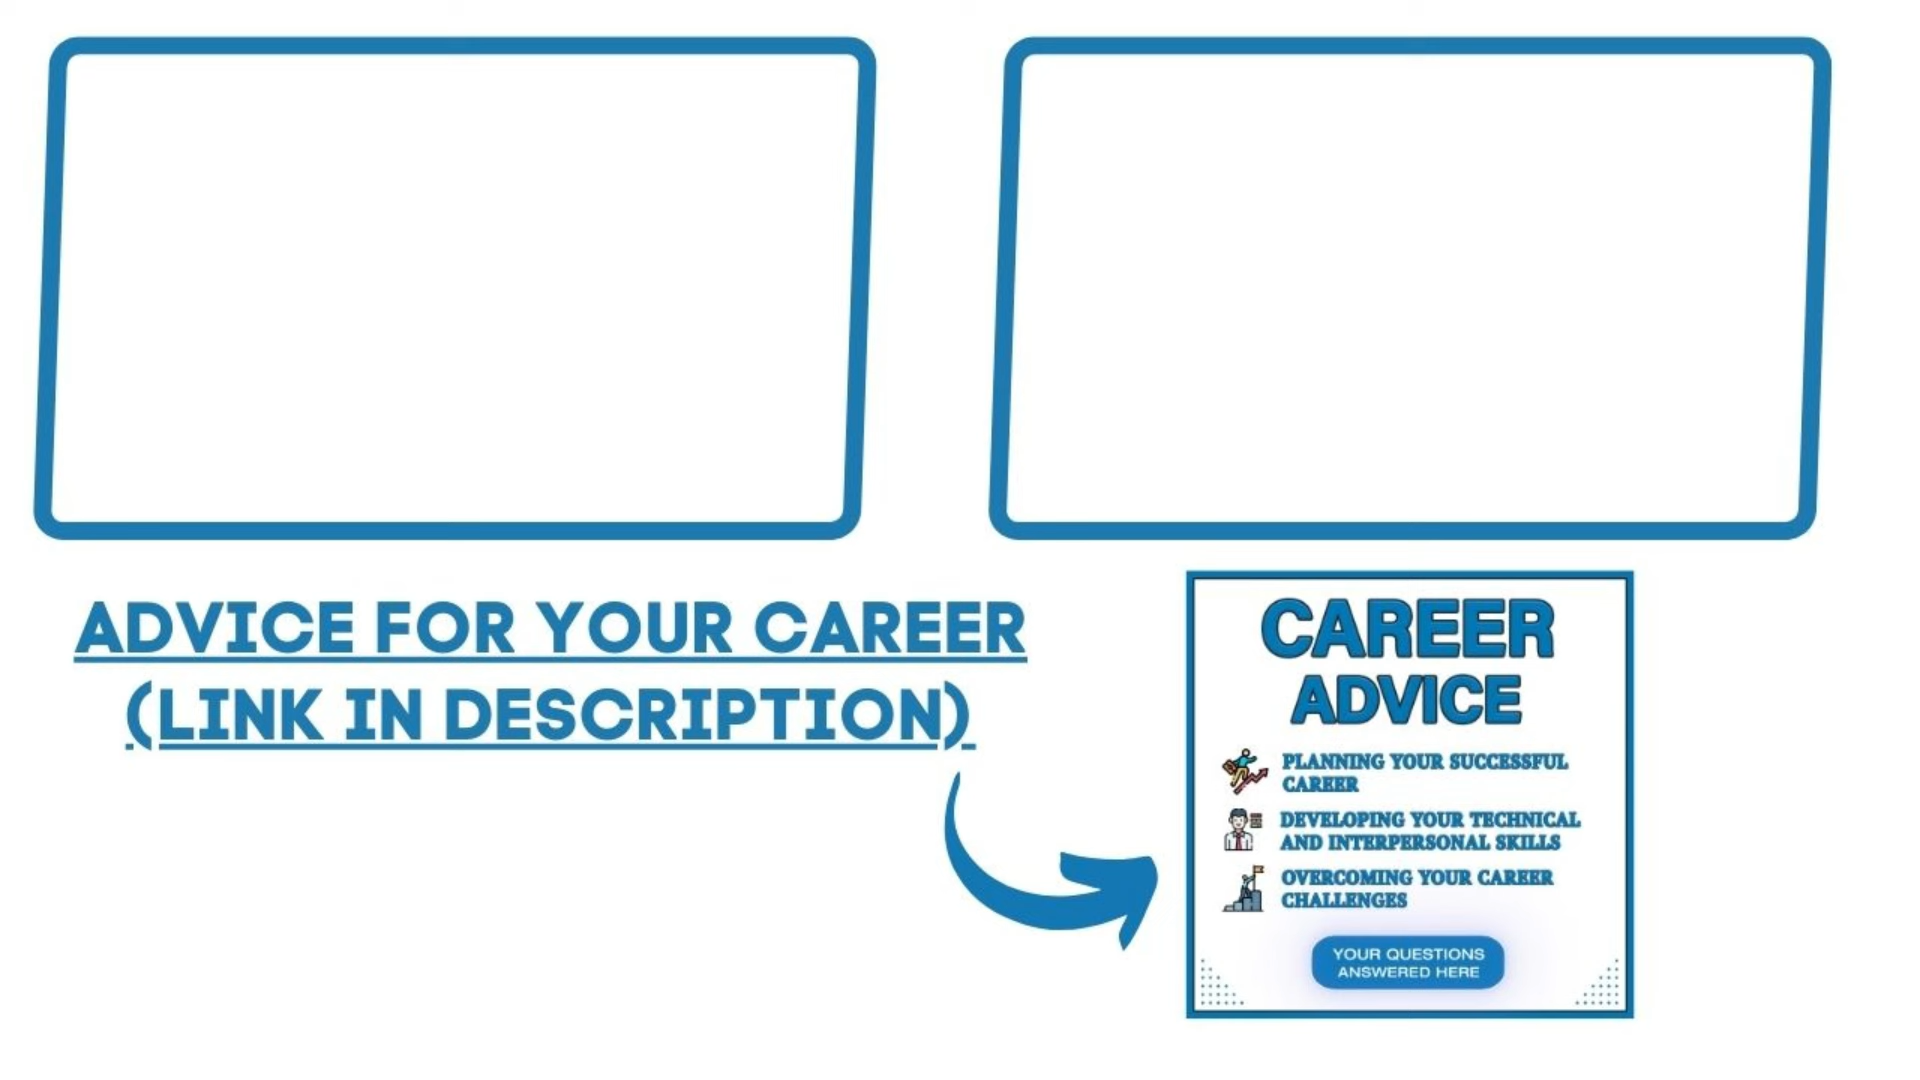 ADVICE FOR YOUR CAREER
(LINK IN DESCRIPTION)
CAREER
ADVICE
PLANNING YOUR SUCCESSFUL
CAREER
DEVELOPING YOUR TECHNICAL
AND INTERPERSONAL SKILLS
OVERCOMING YOUR CAREER
CHALLENGES
YOUR QUESTIONS
ANSWERED HERE